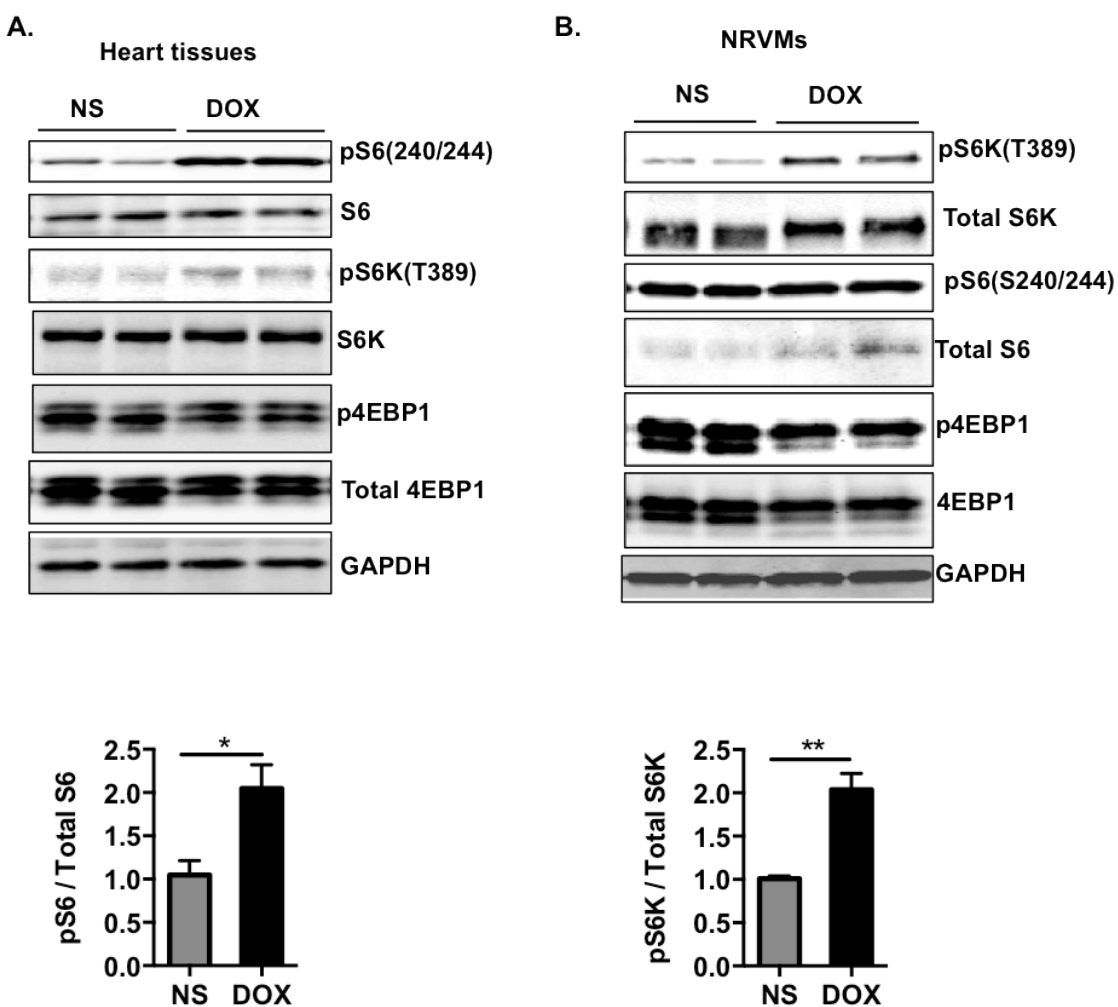 A.
Heart tissues
NS DOX
pS6(240/244)
S6
pS6K(T389)
S6K
p4EBP1
Total 4EBP1
GAPDH
2.5
2.0
1.5
1.0
0.5
0.0
pS6 / Total S6
*
NS DOX
B.
NRVMs
NS DOX
pS6K(T389)
Total S6K
pS6(S240/244)
Total S6
p4EBP1
4EBP1
GAPDH
2.5
2.0
1.5
1.0
0.5
0.0
pS6K / Total S6K
**
NS DOX